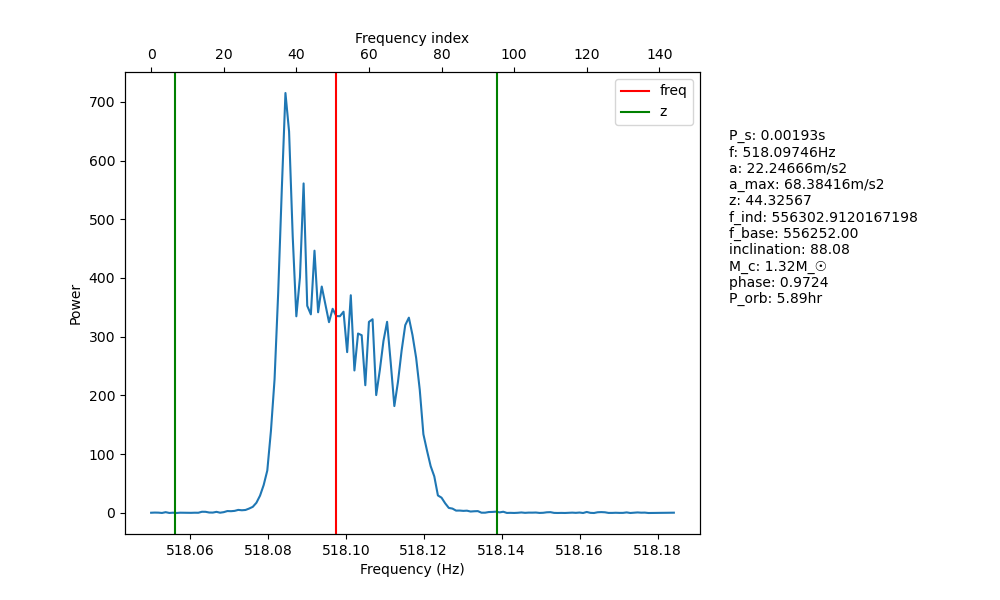 Frequency index
0 20 40 60 80 100 120 140
freq
z
700
600
500
400
300
200
100
0
Power
518.06 518.08 518.10 518.12 518.14 518.16 518.18
Frequency (Hz)
P_s: 0.00193s
f: 518.09746Hz
a: 22.24666m/s2
a_max: 68.38416m/s2
z: 44.32567
f_ind: 556302.9120167198
f_base: 556252.00
inclination: 88.08
M_c: 1.32M_☉
phase: 0.9724
P_orb: 5.89hr